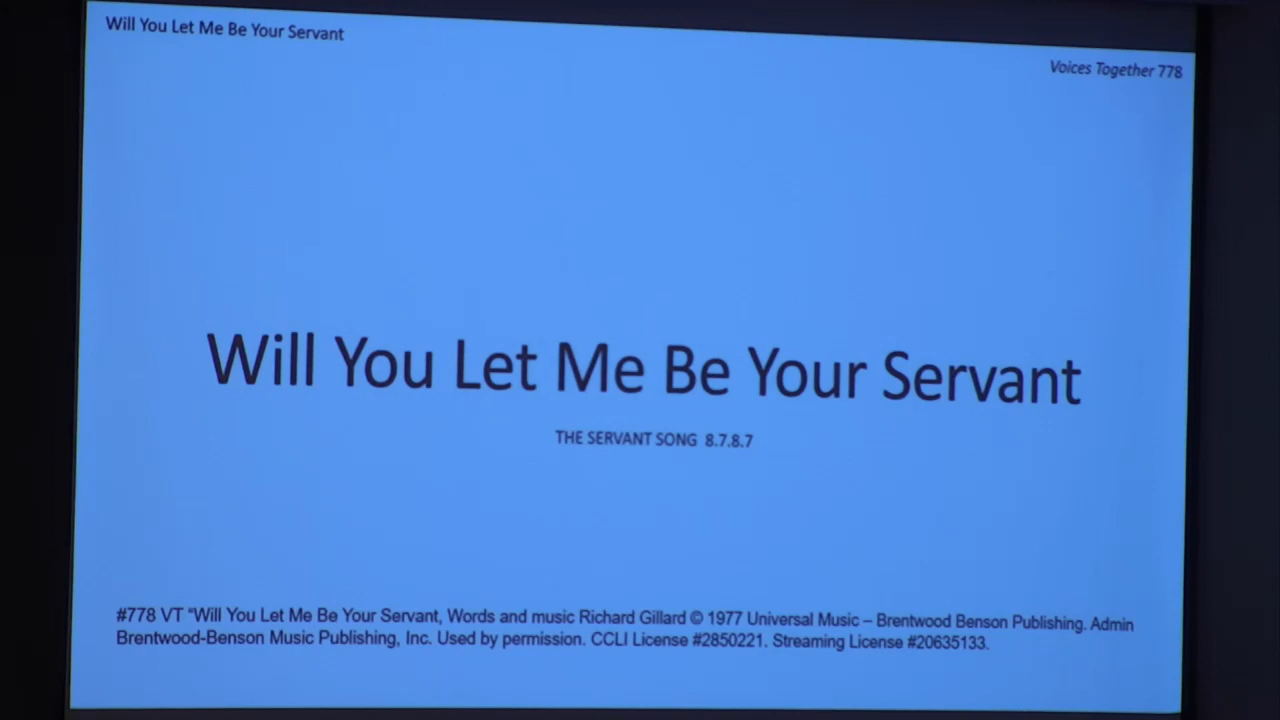 Will You Let Me Be Your Servant
Voices Together 778
Will You Let Me Be Your Servant
THE SERVANT SONG 8.7.8.7
#778 VT "Will You Let Me Be Your Servant, Words and music Richard Gillard © 1977 Universal Music – Brentwood Benson Publishing. Admin
Brentwood-Benson Music Publishing, Inc. Used by permission. CCLI License #2850221. Streaming License #20635133.